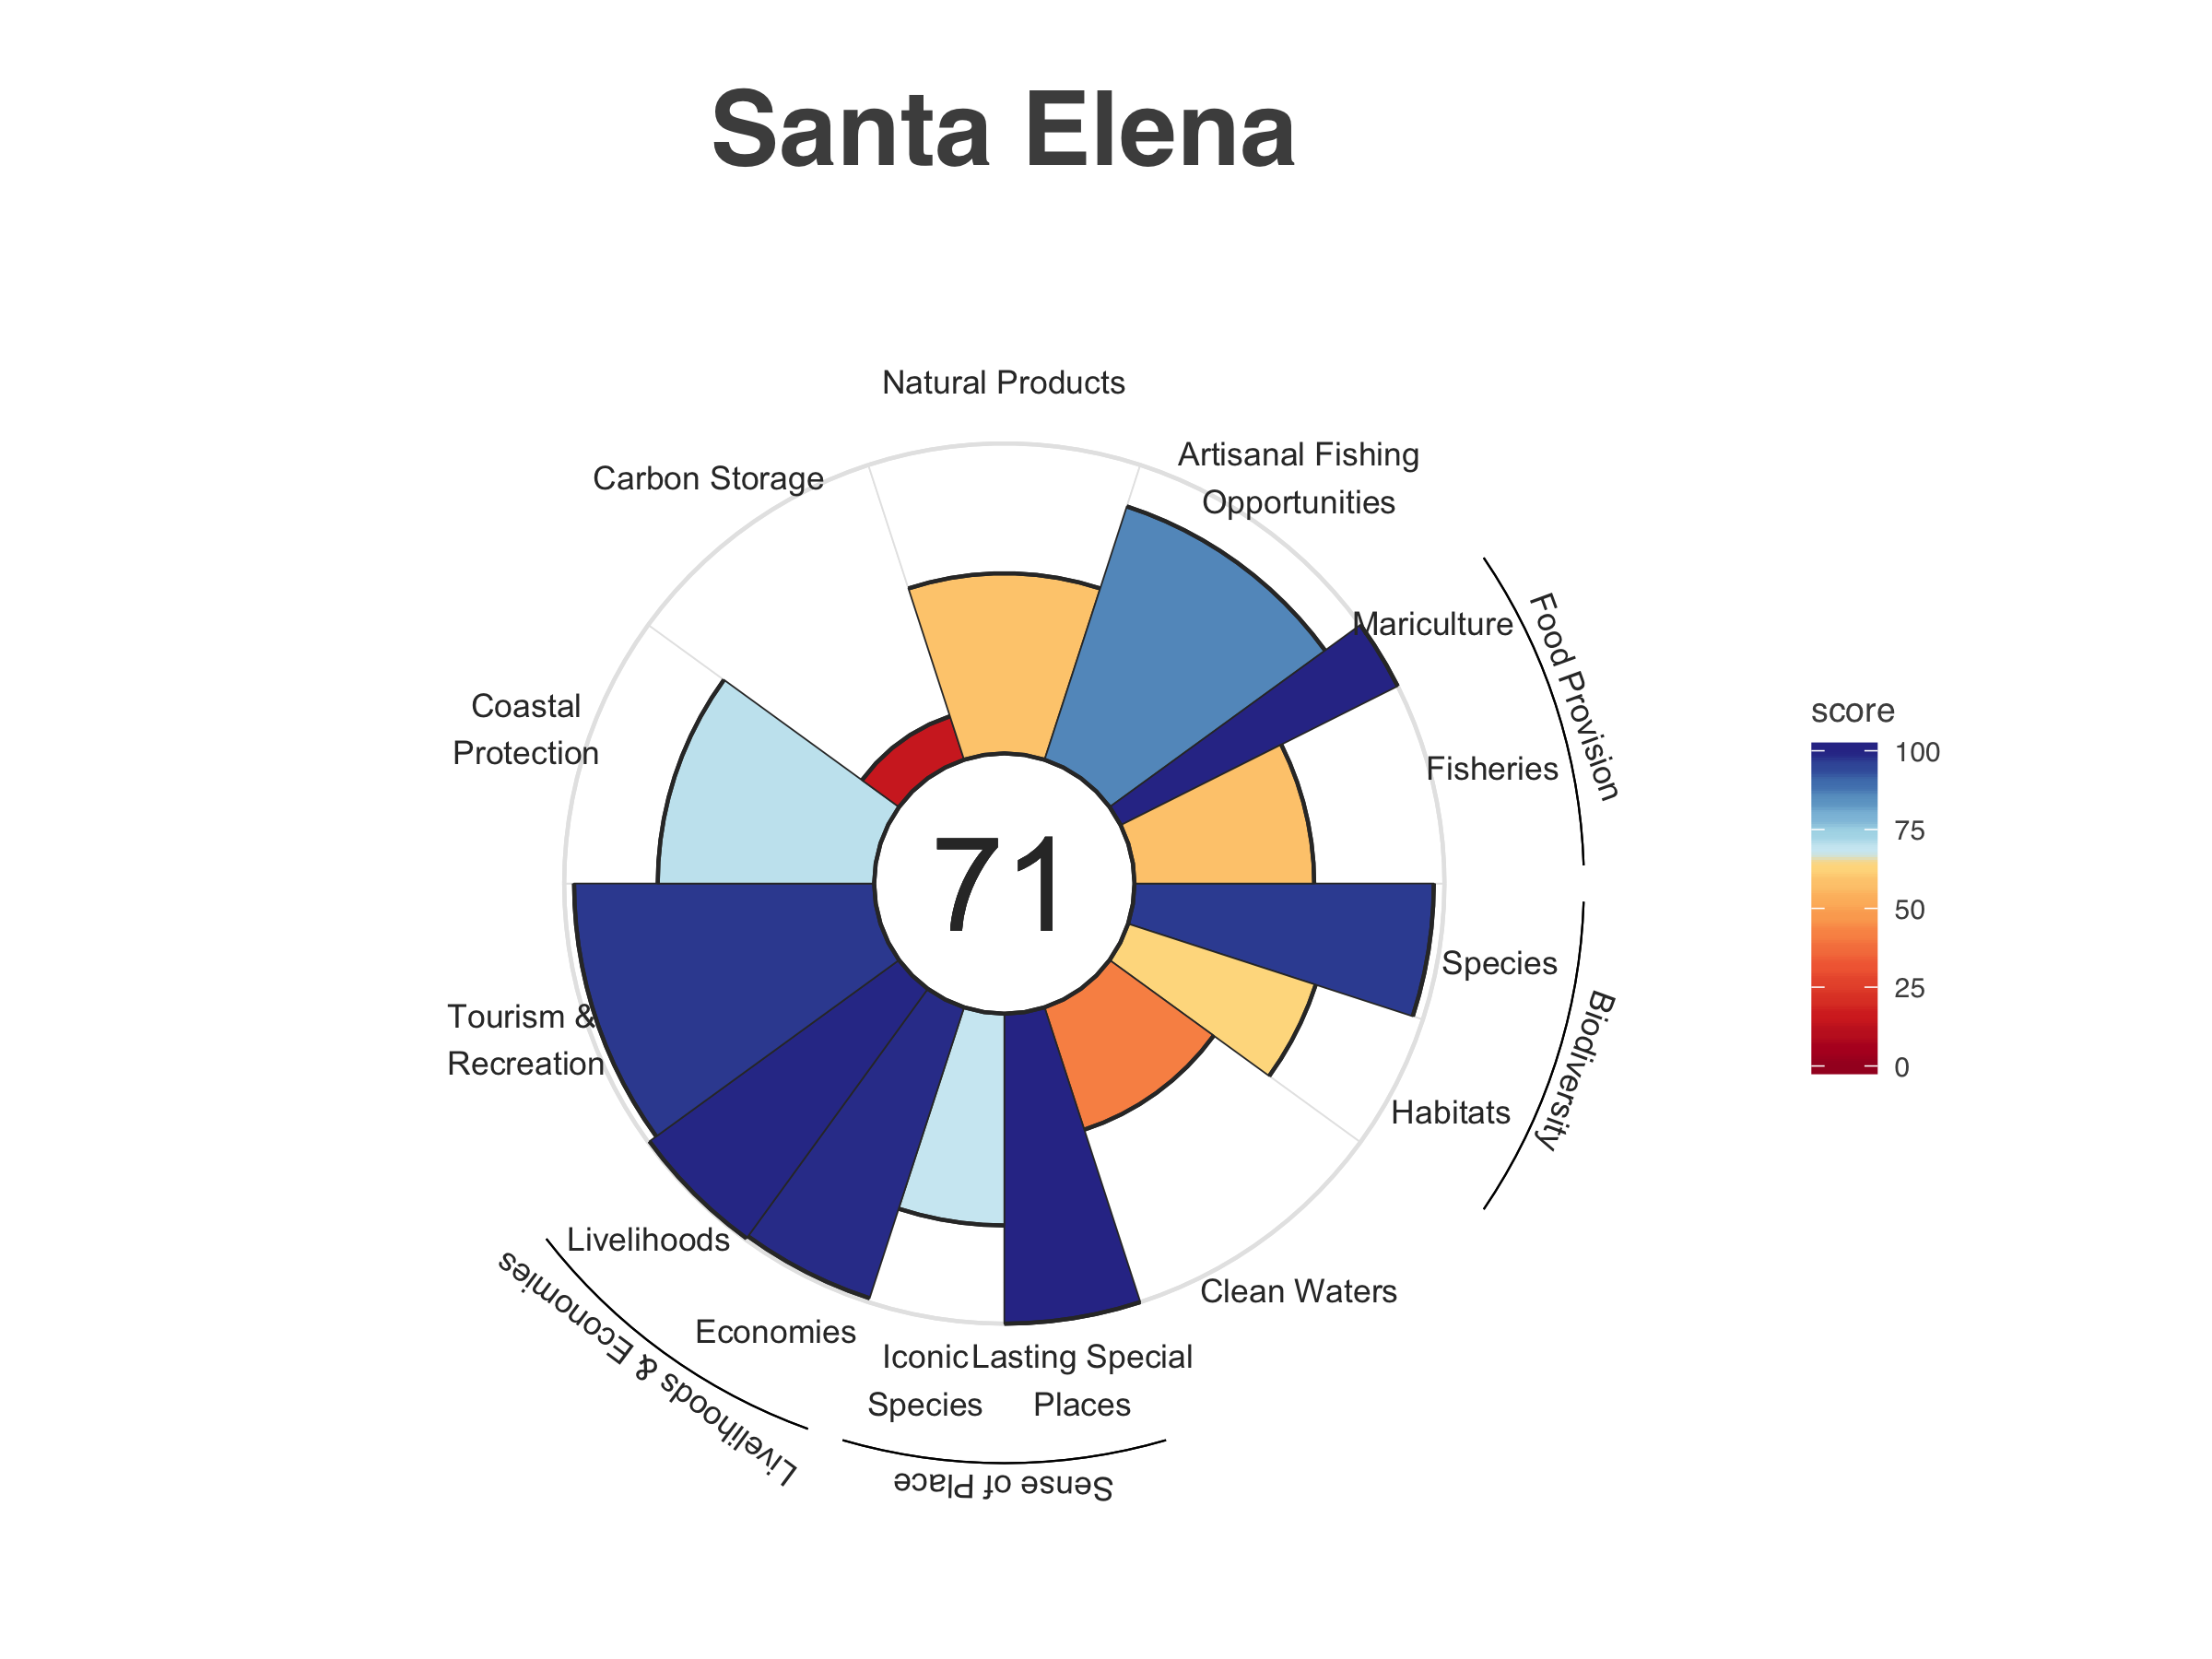 Santa Elena
Natural Products
Artisanal Fishing
Opportunities
Carbon Storage
Mariculture
Food Provision
Coastal
Protection
Fisheries
score
100
75
50
25
0
71
Species
Biodiversity
Tourism &
Recreation
Habitats
Livelihoods
Clean Waters
Economies
Livelihoods & Economies
Iconic
Species
Lasting Special
Places
Sense of Place